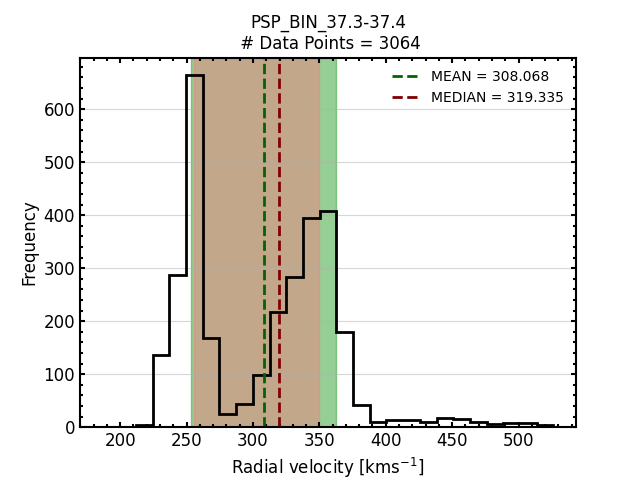 PSP_BIN_37.3-37.4
# Data Points = 3064
MEAN = 308.068
MEDIAN = 319.335
Frequency
600
500
400
300
200
100
0
200 250 300 350 400 450 500
Radial velocity [kms⁻¹]